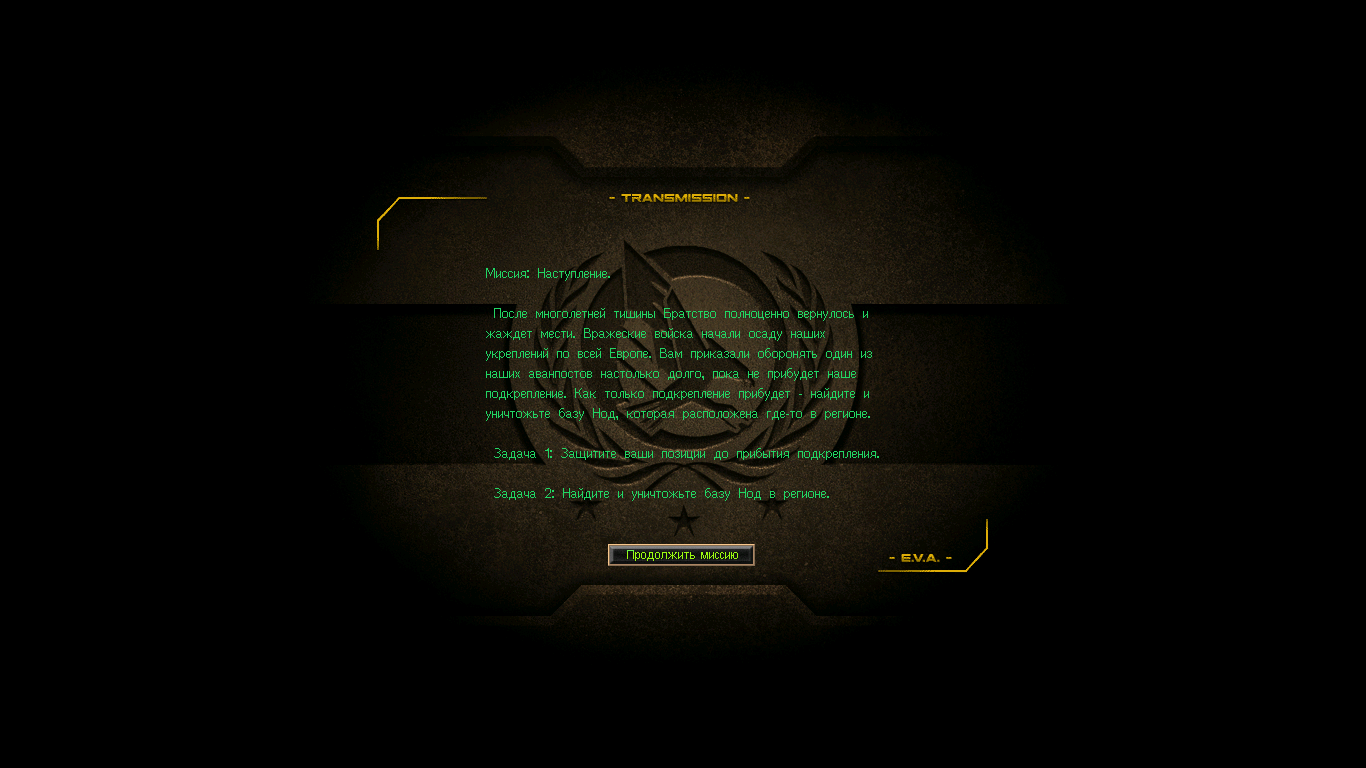 - TRANSMISSION -
Миссия: Наступление.
После многолетней тишины Братство полноценно вернулось и
жаждет мести. Вражеские войска начали осаду наших
укреплений по всей Европе. Вам приказали оборонять один из
наших аванпостов настолько долго, пока не прибудет наше
подкрепление. Как только подкрепление прибудет - найдите и
уничтожьте базу Нод, которая расположена где-то в регионе.
Задача 1: Защитите ваши позиции до прибытия подкрепления.
Задача 2: Найдите и уничтожьте базу Нод в регионе.
Продолжить миссию
- E.V.A. -